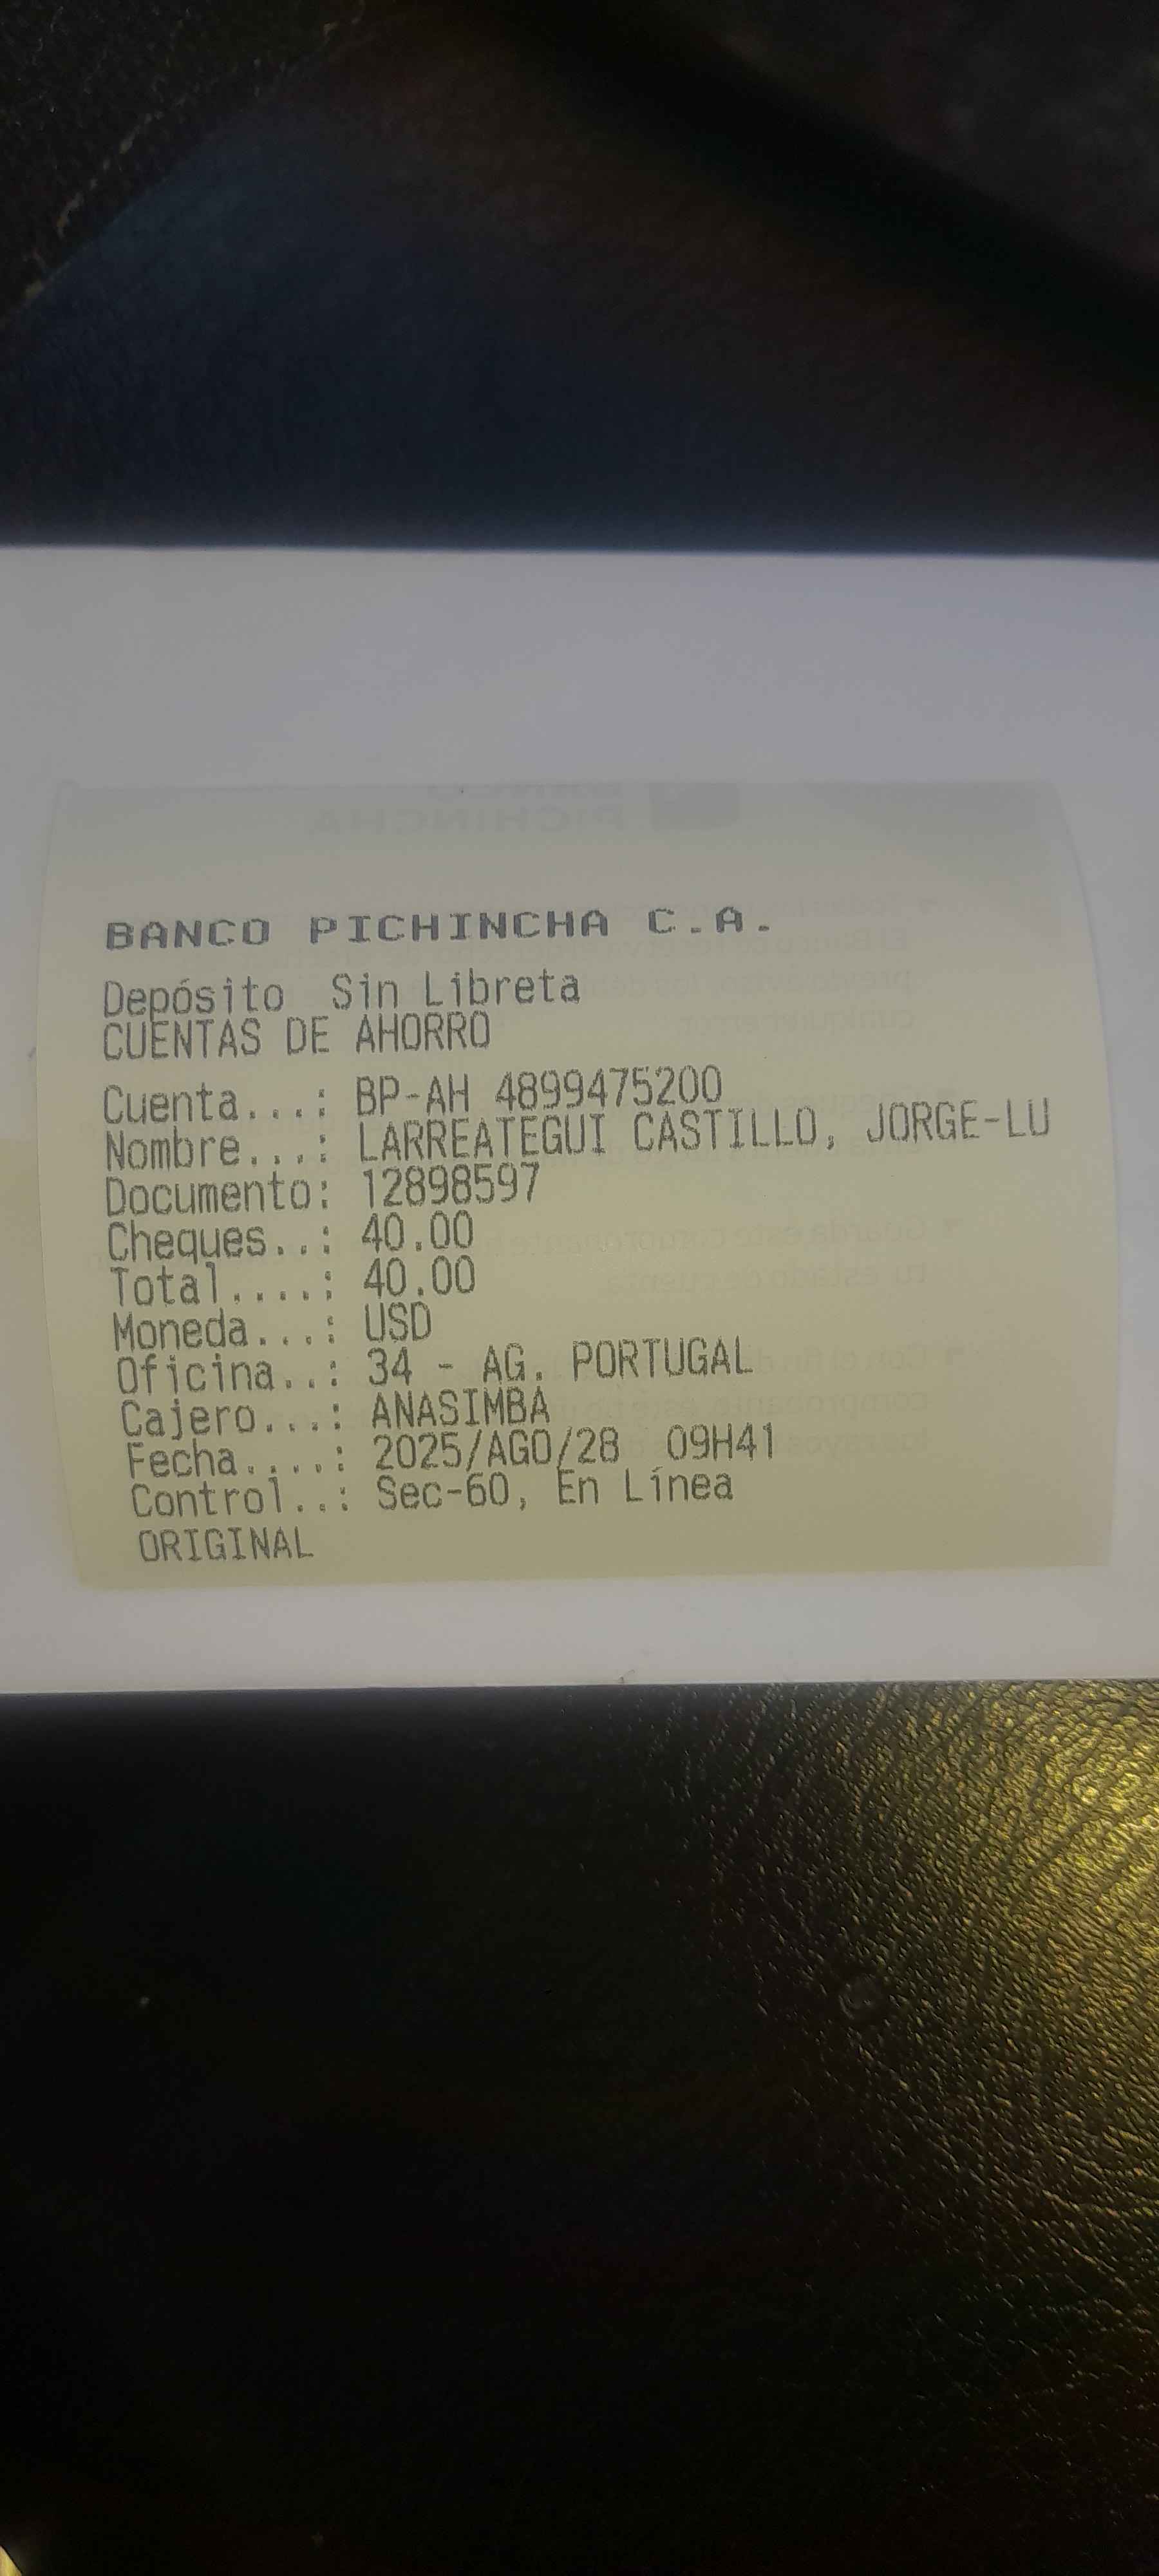 BANCO PICHINCHA C.A.
Depósito Sin Libreta
CUENTAS DE AHORRO
Cuenta...: BP-AH 4899475200
Nombre...: LARREATEGUI CASTILLO, JORGE-LU
Documento: 12898597
Cheques..: 40.00
Total....: 40.00
Moneda...: USD
Oficina..: 34 - AG. PORTUGAL
Cajero...: ANASIMBA
Fecha....: 2025/AGO/28 09H41
Control..: Sec-60, En Línea
ORIGINAL